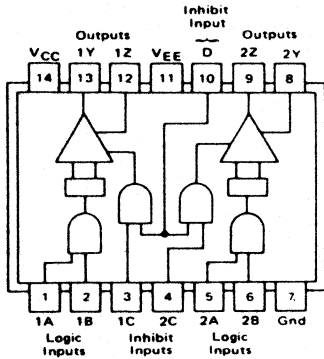 Inhibit
Outputs Input Outputs
VCC 1Y 1Z VEE D 2Z 2Y
14 13 12 11 10 9 8
1 2 3 4 5 6 7
1A 1B 1C 2C 2A 2B Gnd
Logic Inhibit Logic
Inputs Inputs Inputs